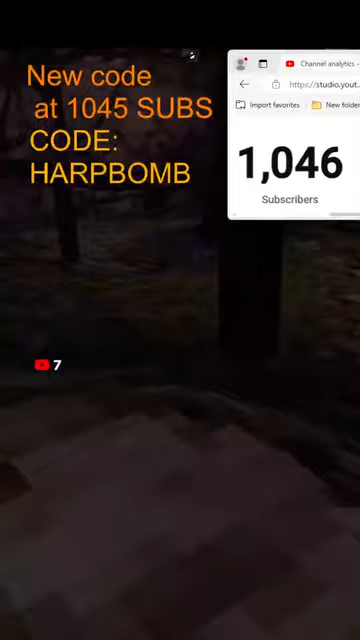 New code
at 1045 SUBS
CODE:
HARPBOMB
Channel analytics -
https://studio.yout...
Import favorites
New folder
1,046
Subscribers
7